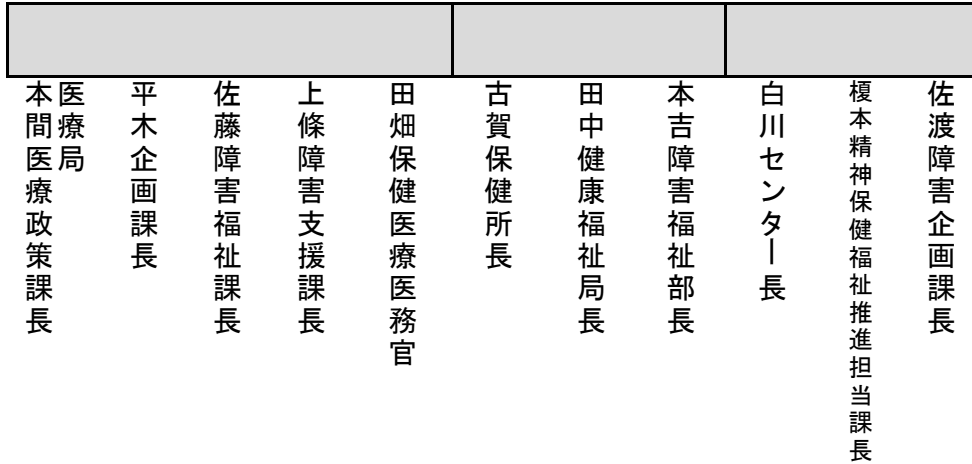 佐渡障害企画課長
榎本精神保健福祉推進担当課長
白川センター長
本吉障害福祉部長
田中健康福祉局長
古賀保健所長
田畑保健医療医務官
上條障害支援課長
佐藤障害福祉課長
平木企画課長
医療局
本間医療政策課長